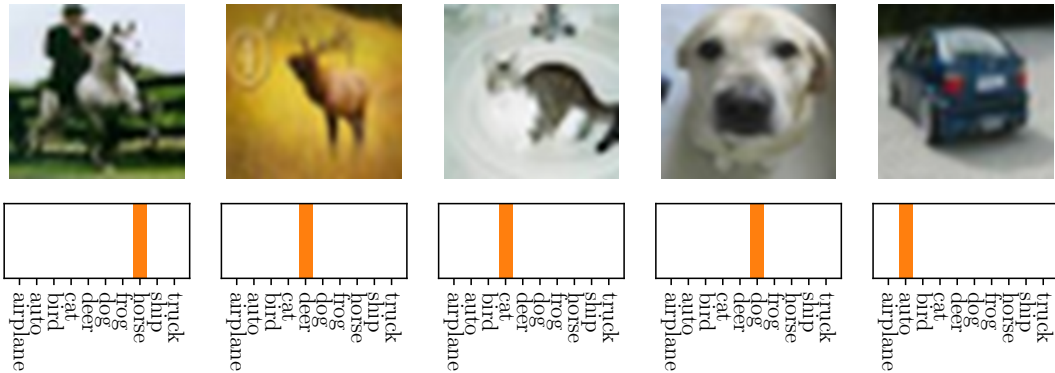 airplane
auto
bird
cat
deer
dog
frog
horse
ship
truck
airplane
auto
bird
cat
deer
dog
frog
horse
ship
truck
airplane
auto
bird
cat
deer
dog
frog
horse
ship
truck
airplane
auto
bird
cat
deer
dog
frog
horse
ship
truck
airplane
auto
bird
cat
deer
dog
frog
horse
ship
truck